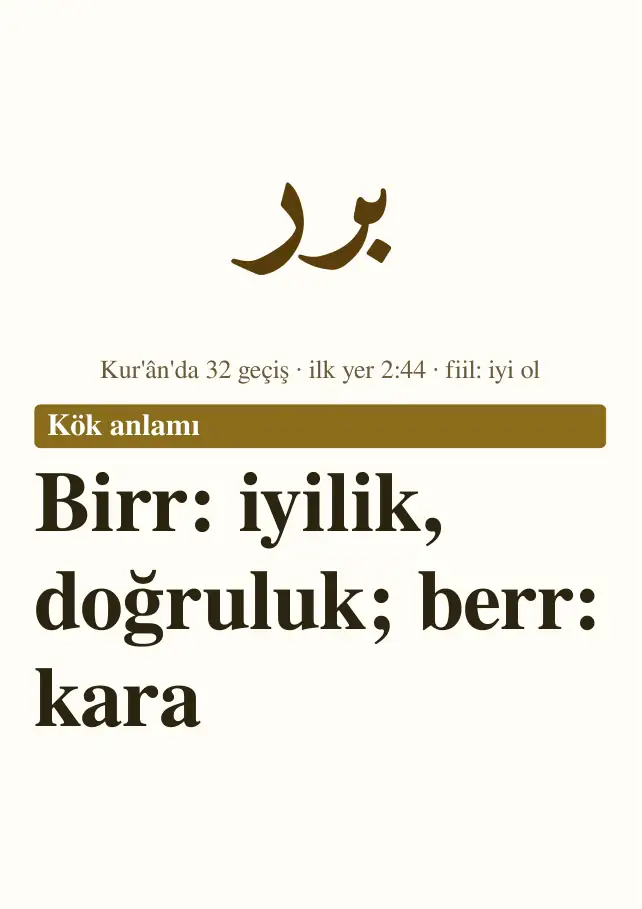 برر
Kur'ân'da 32 geçiş · ilk yer 2:44 · fiil: iyi ol
Kök anlamı
Birr: iyilik,
doğruluk; berr:
kara